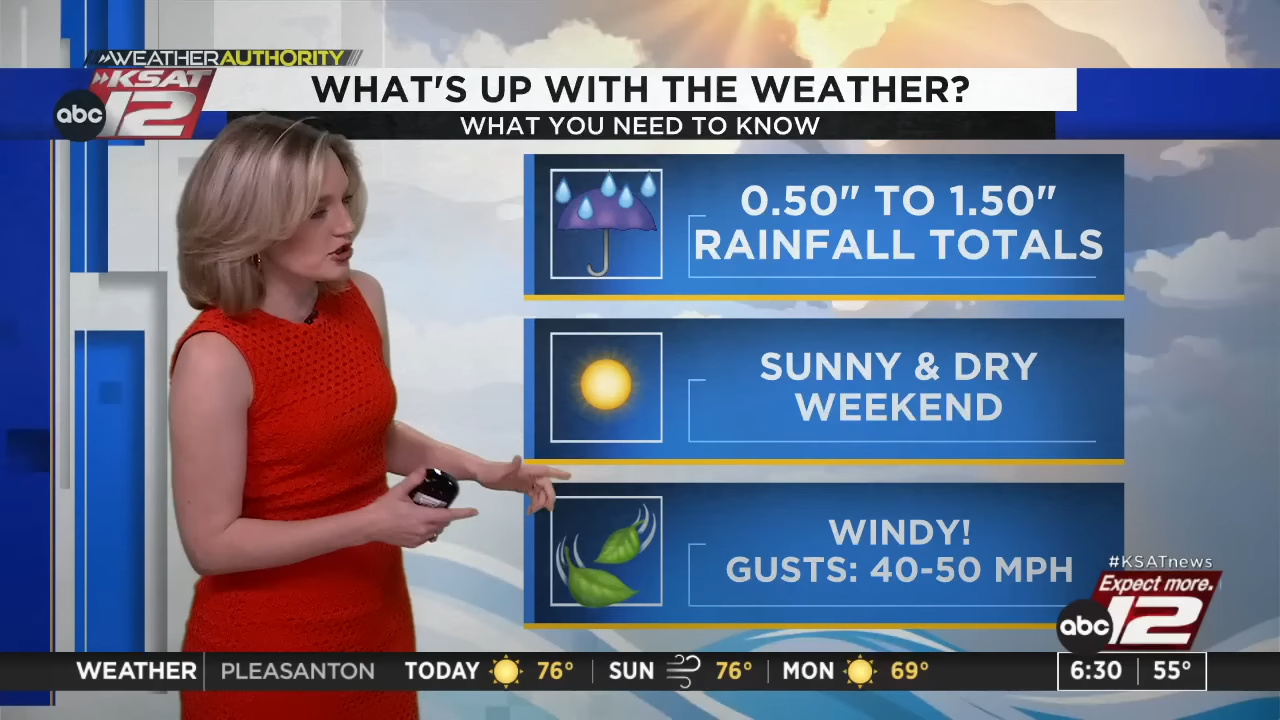 WEATHERAUTHORITY
KSAT
abc 12
WHAT'S UP WITH THE WEATHER?
WHAT YOU NEED TO KNOW
0.50" TO 1.50"
RAINFALL TOTALS
SUNNY & DRY
WEEKEND
WINDY!
GUSTS: 40-50 MPH
#KSATnews
Expect more.
abc 12
WEATHER PLEASANTON TODAY 76° SUN 76° MON 69° 6:30 55°